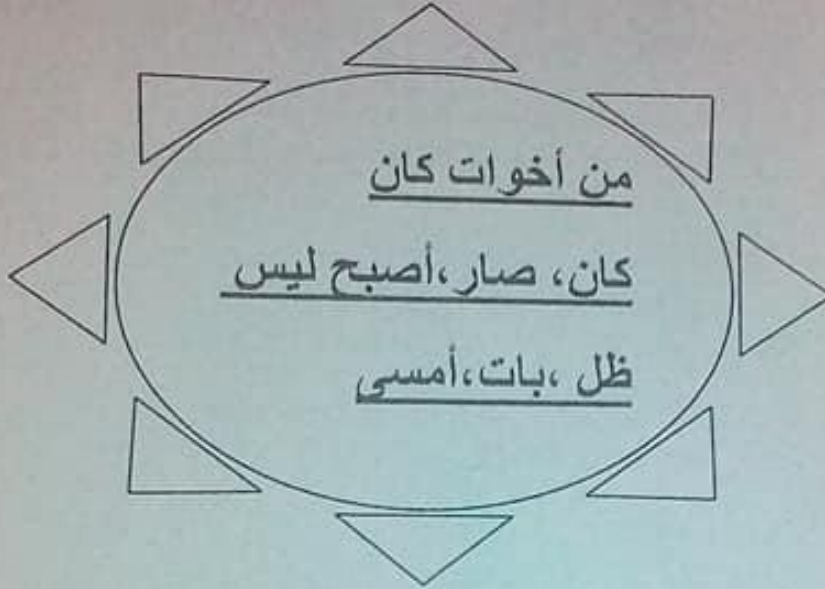 من أخوات كان
كان، صار،أصبح ليس
ظل ،بات،أمسى